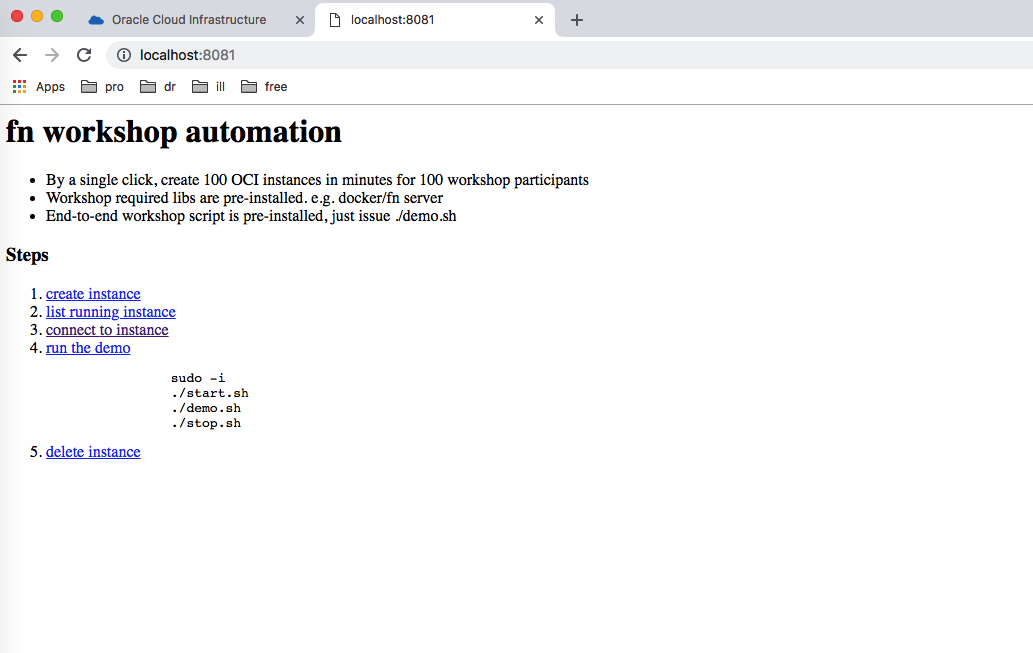 Oracle Cloud Infrastructure
localhost:8081
localhost:8081
Apps pro dr ill free
fn workshop automation
By a single click, create 100 OCI instances in minutes for 100 workshop participants
Workshop required libs are pre-installed. e.g. docker/fn server
End-to-end workshop script is pre-installed, just issue ./demo.sh
Steps
1. create instance
2. list running instance
3. connect to instance
4. run the demo
sudo -i
./start.sh
./demo.sh
./stop.sh
5. delete instance